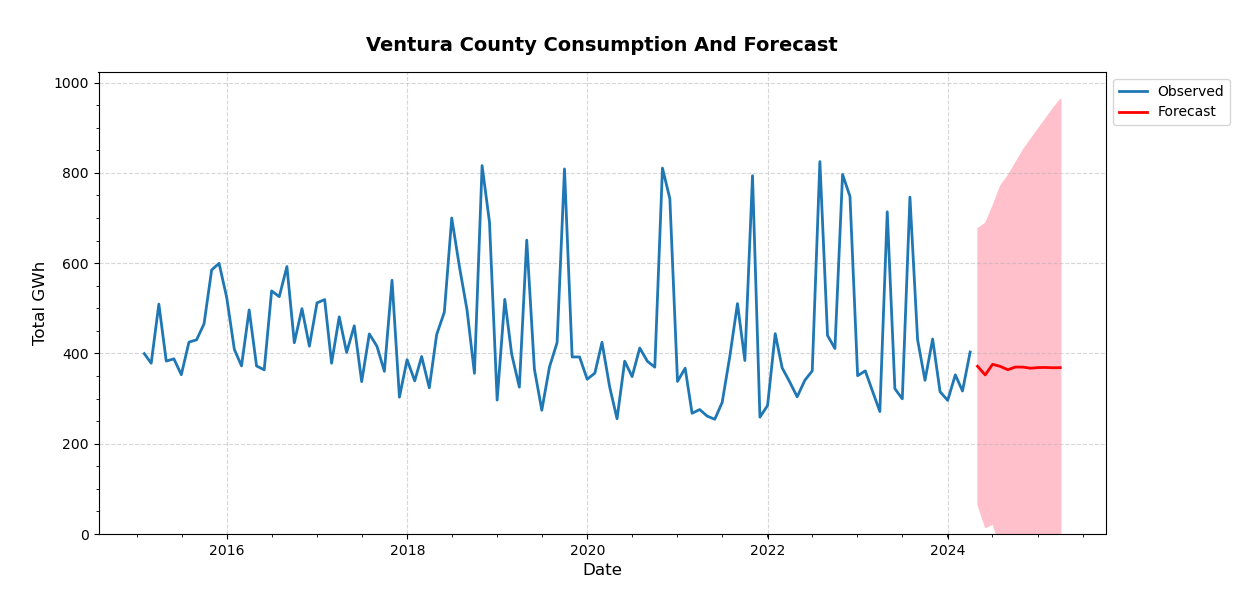 Ventura County Consumption And Forecast
Observed
Forecast
1000
800
600
400
200
0
Total GWh
2016
2018
2020
2022
2024
Date